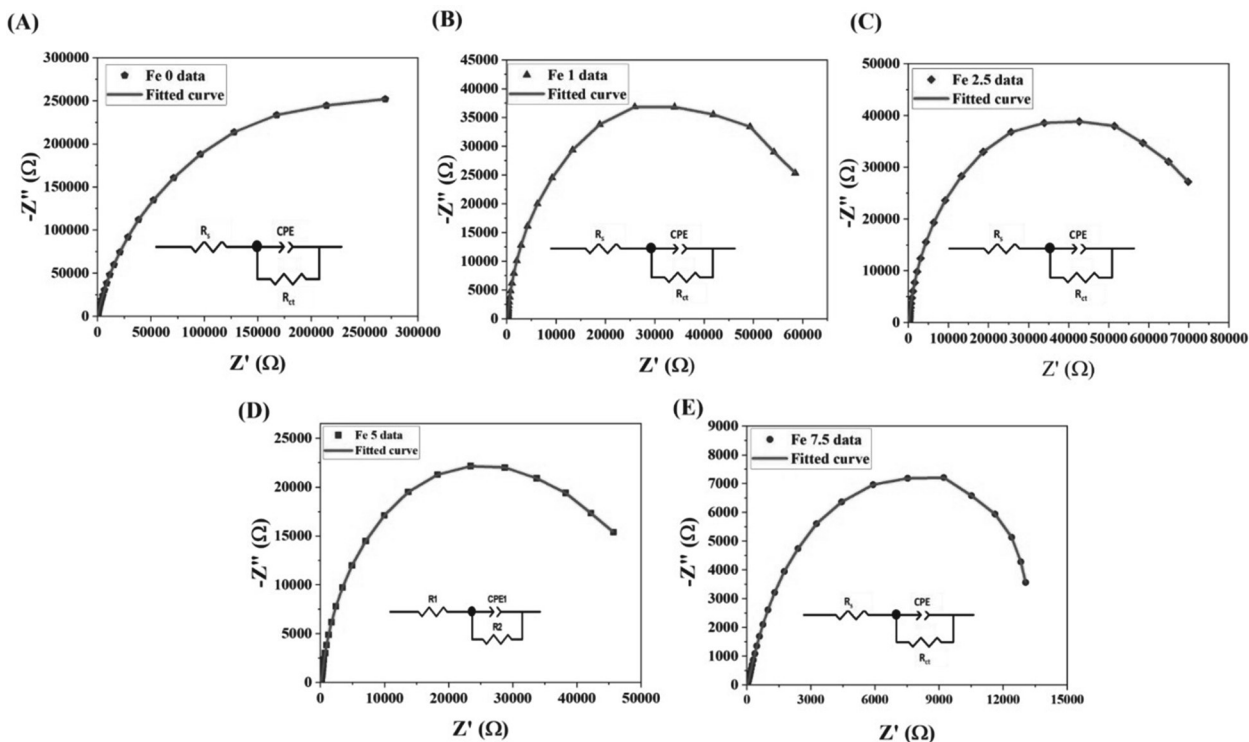 (A)
Fe 0 data
Fitted curve
-Z" (Ω)
300000
250000
200000
150000
100000
50000
0
Rs
CPE
Rct
0 50000 100000 150000 200000 250000 300000
Z' (Ω)
(B)
Fe 1 data
Fitted curve
-Z" (Ω)
45000
40000
35000
30000
25000
20000
15000
10000
5000
0
Rs
CPE
Rct
0 10000 20000 30000 40000 50000 60000
Z' (Ω)
(C)
Fe 2.5 data
Fitted curve
-Z" (Ω)
50000
40000
30000
20000
10000
0
Rs
CPE
Rct
0 10000 20000 30000 40000 50000 60000 70000 80000
Z' (Ω)
(D)
Fe 5 data
Fitted curve
-Z" (Ω)
25000
20000
15000
10000
5000
0
R1
CPE1
R2
0 10000 20000 30000 40000 50000
Z' (Ω)
(E)
Fe 7.5 data
Fitted curve
-Z" (Ω)
9000
8000
7000
6000
5000
4000
3000
2000
1000
0
Rs
CPE
Rct
0 3000 6000 9000 12000 15000
Z' (Ω)